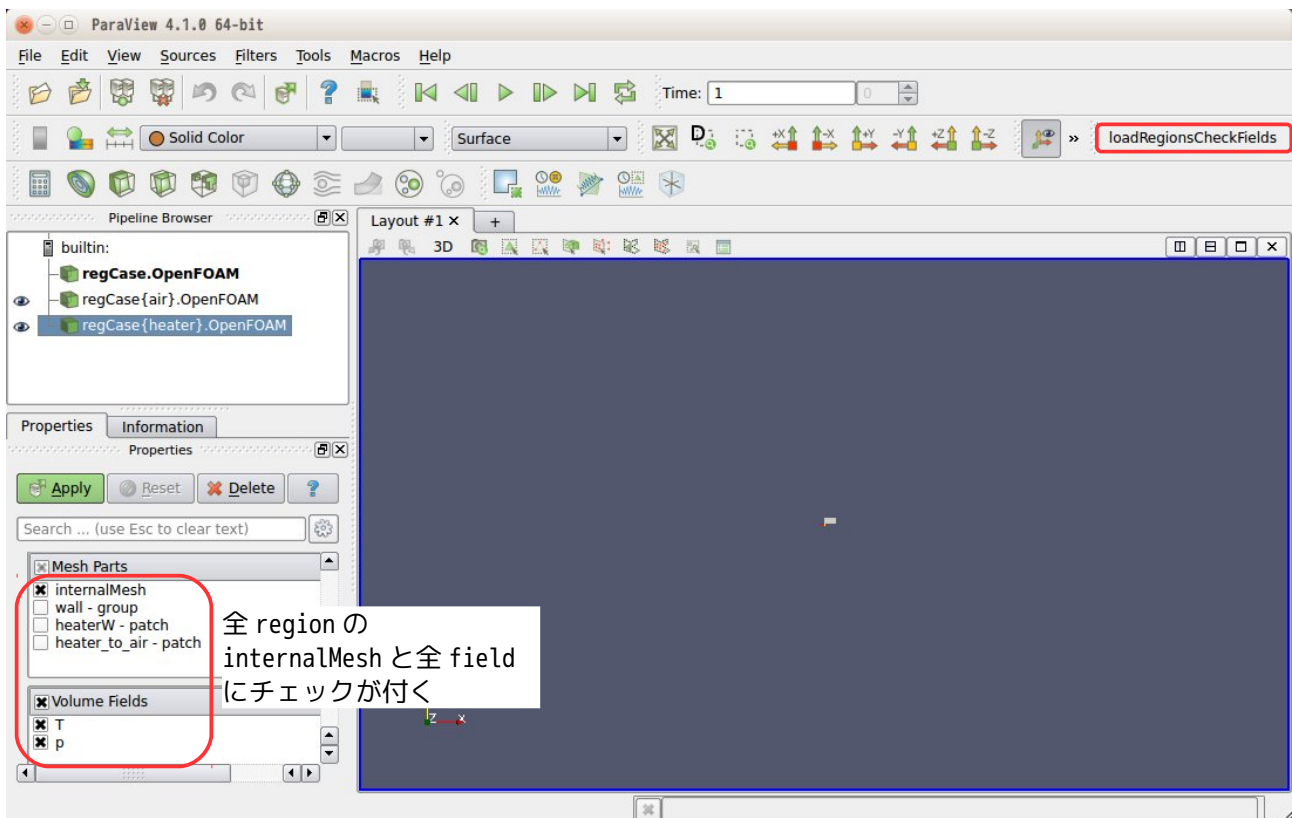 ParaView 4.1.0 64-bit
File Edit View Sources Filters Tools Macros Help
Time: 1 0
Solid Color Surface +X -X +Y -Y +Z -Z » loadRegionsCheckFields
Pipeline Browser
Layout #1 × +
builtin:
3D
regCase.OpenFOAM
regCase{air}.OpenFOAM
regCase{heater}.OpenFOAM
Properties Information
Properties
Apply Reset Delete ?
Search ... (use Esc to clear text)
Mesh Parts
internalMesh
wall - group
heaterW - patch
heater_to_air - patch
全 region の
internalMesh と全 field
にチェックが付く
Volume Fields
T
p
Z X